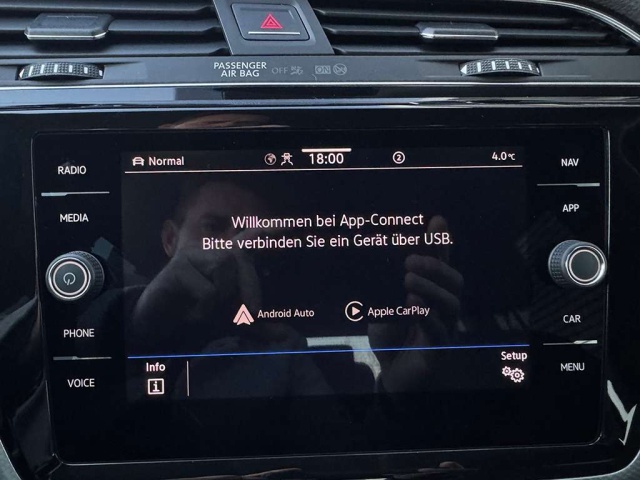 PASSENGER
AIR BAG OFF ON
RADIO
MEDIA
PHONE
VOICE
Normal 18:00 2 4.0°C
Willkommen bei App-Connect
Bitte verbinden Sie ein Gerät über USB.
Android Auto Apple CarPlay
Info Setup
i
NAV
APP
CAR
MENU